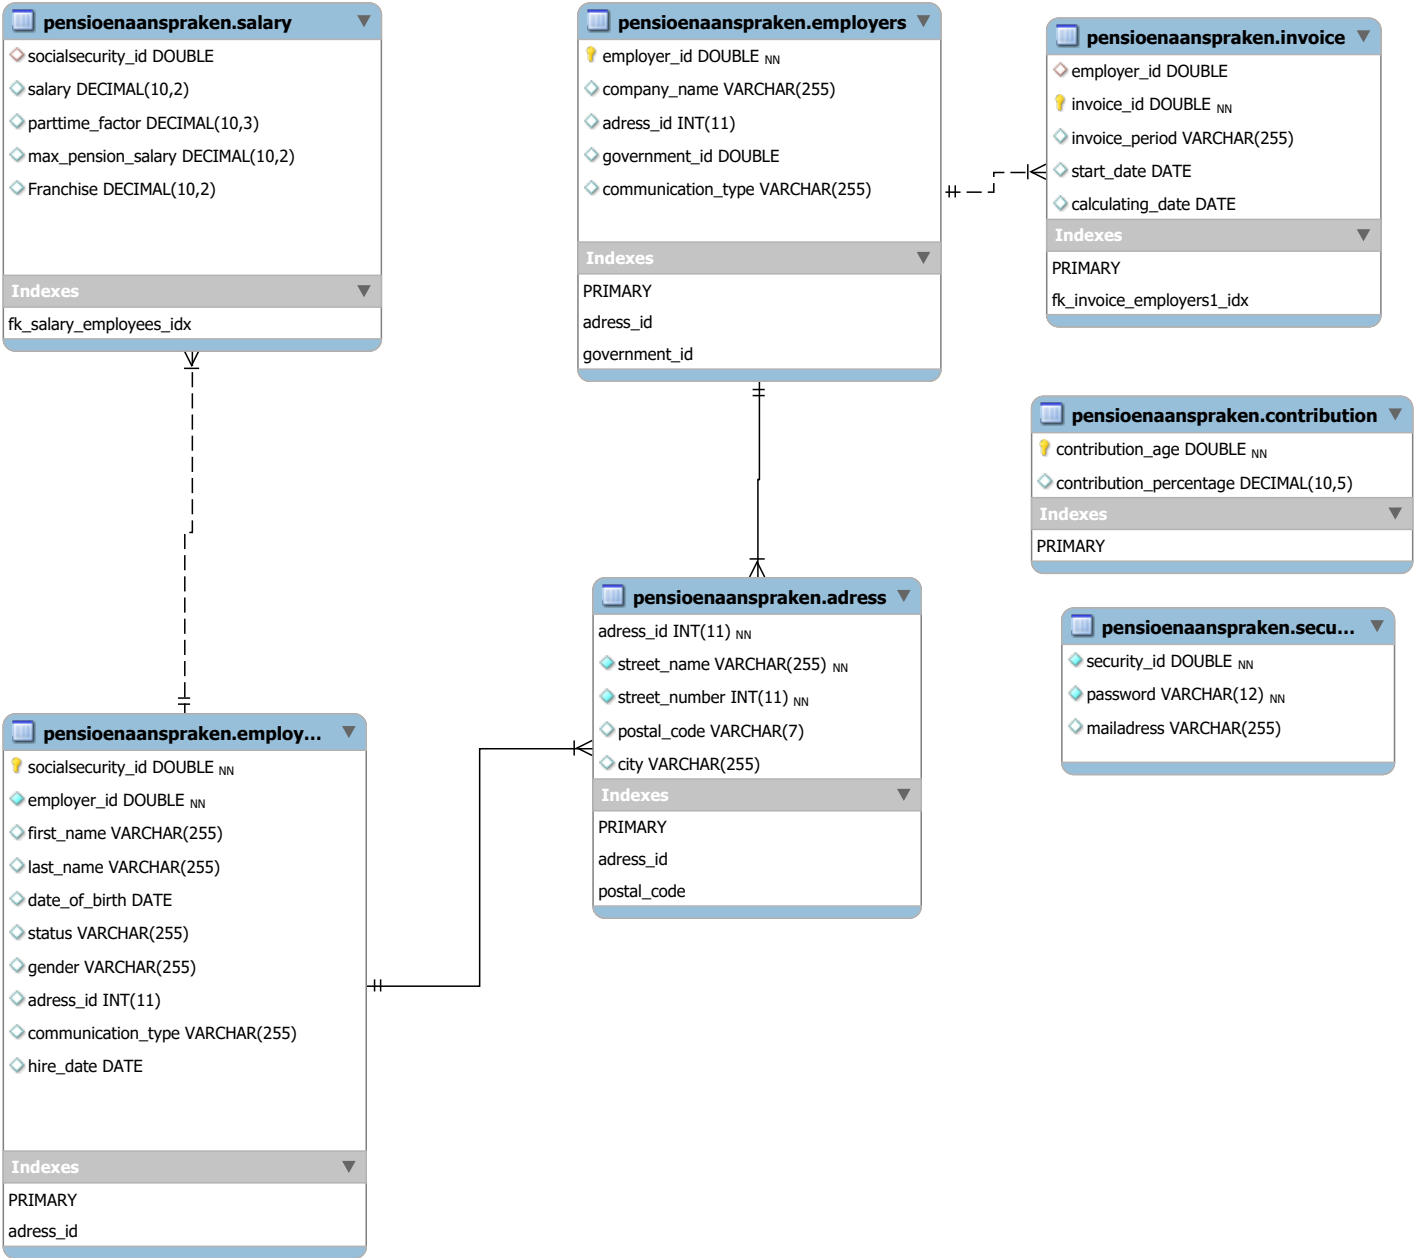 pensioenaanspraken.salary
socialsecurity_id DOUBLE
salary DECIMAL(10,2)
parttime_factor DECIMAL(10,3)
max_pension_salary DECIMAL(10,2)
Franchise DECIMAL(10,2)
Indexes
fk_salary_employees_idx
pensioenaanspraken.employers
employer_id DOUBLE NN
company_name VARCHAR(255)
adress_id INT(11)
government_id DOUBLE
communication_type VARCHAR(255)
Indexes
PRIMARY
adress_id
government_id
pensioenaanspraken.invoice
employer_id DOUBLE
invoice_id DOUBLE NN
invoice_period VARCHAR(255)
start_date DATE
calculating_date DATE
Indexes
PRIMARY
fk_invoice_employers1_idx
pensioenaanspraken.contribution
contribution_age DOUBLE NN
contribution_percentage DECIMAL(10,5)
Indexes
PRIMARY
pensioenaanspraken.adress
adress_id INT(11) NN
street_name VARCHAR(255) NN
street_number INT(11) NN
postal_code VARCHAR(7)
city VARCHAR(255)
Indexes
PRIMARY
adress_id
postal_code
pensioenaanspraken.secu...
security_id DOUBLE NN
password VARCHAR(12) NN
mailadress VARCHAR(255)
pensioenaanspraken.employ...
socialsecurity_id DOUBLE NN
employer_id DOUBLE NN
first_name VARCHAR(255)
last_name VARCHAR(255)
date_of_birth DATE
status VARCHAR(255)
gender VARCHAR(255)
adress_id INT(11)
communication_type VARCHAR(255)
hire_date DATE
Indexes
PRIMARY
adress_id